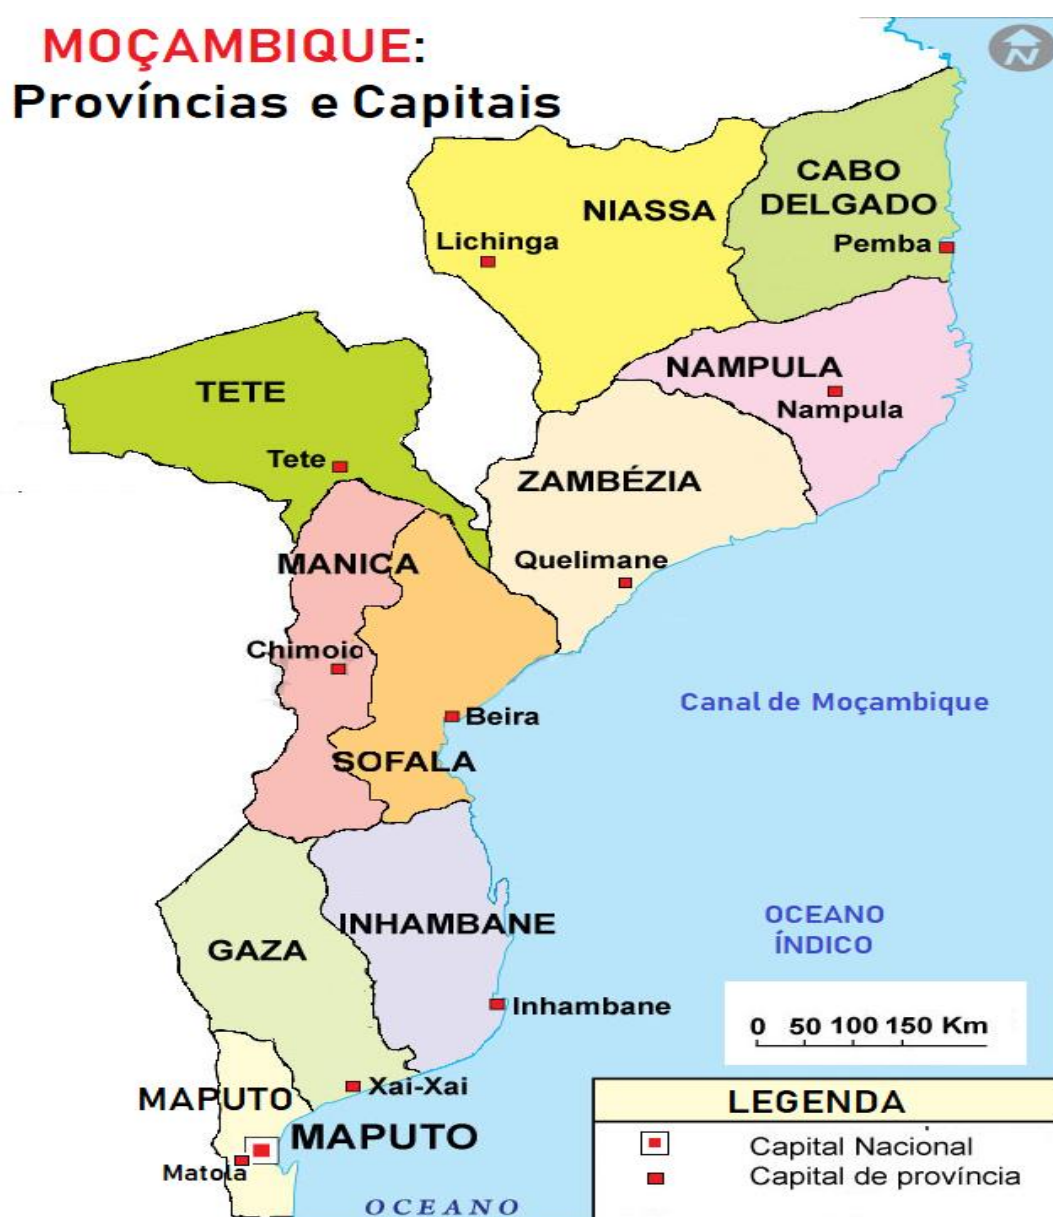 MOÇAMBIQUE:
Províncias e Capitais
N
CABO
DELGADO
NIASSA
Pemba
Lichinga
NAMPULA
Nampula
TETE
Tete
ZAMBÉZIA
Quelimane
MANICA
Chimoio
Beira
SOFALA
Canal de Moçambique
OCEANO
ÍNDICO
INHAMBANE
GAZA
Inhambane
0 50 100 150 Km
Xai-Xai
MAPUTO
MAPUTO
Matola
LEGENDA
Capital Nacional
Capital de província
OCEANO